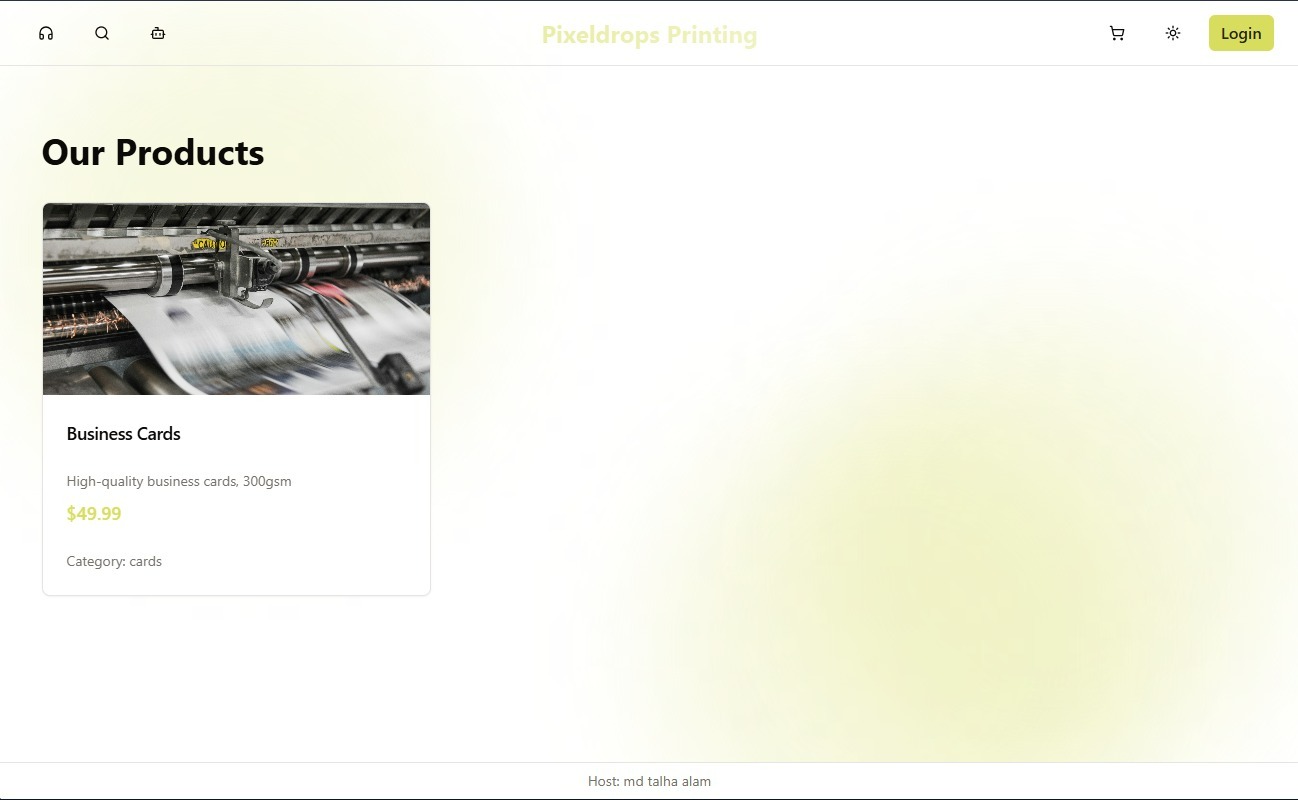 Pixeldrops Printing
Login
Our Products
Business Cards
High-quality business cards, 300gsm
$49.99
Category: cards
Host: md talha alam